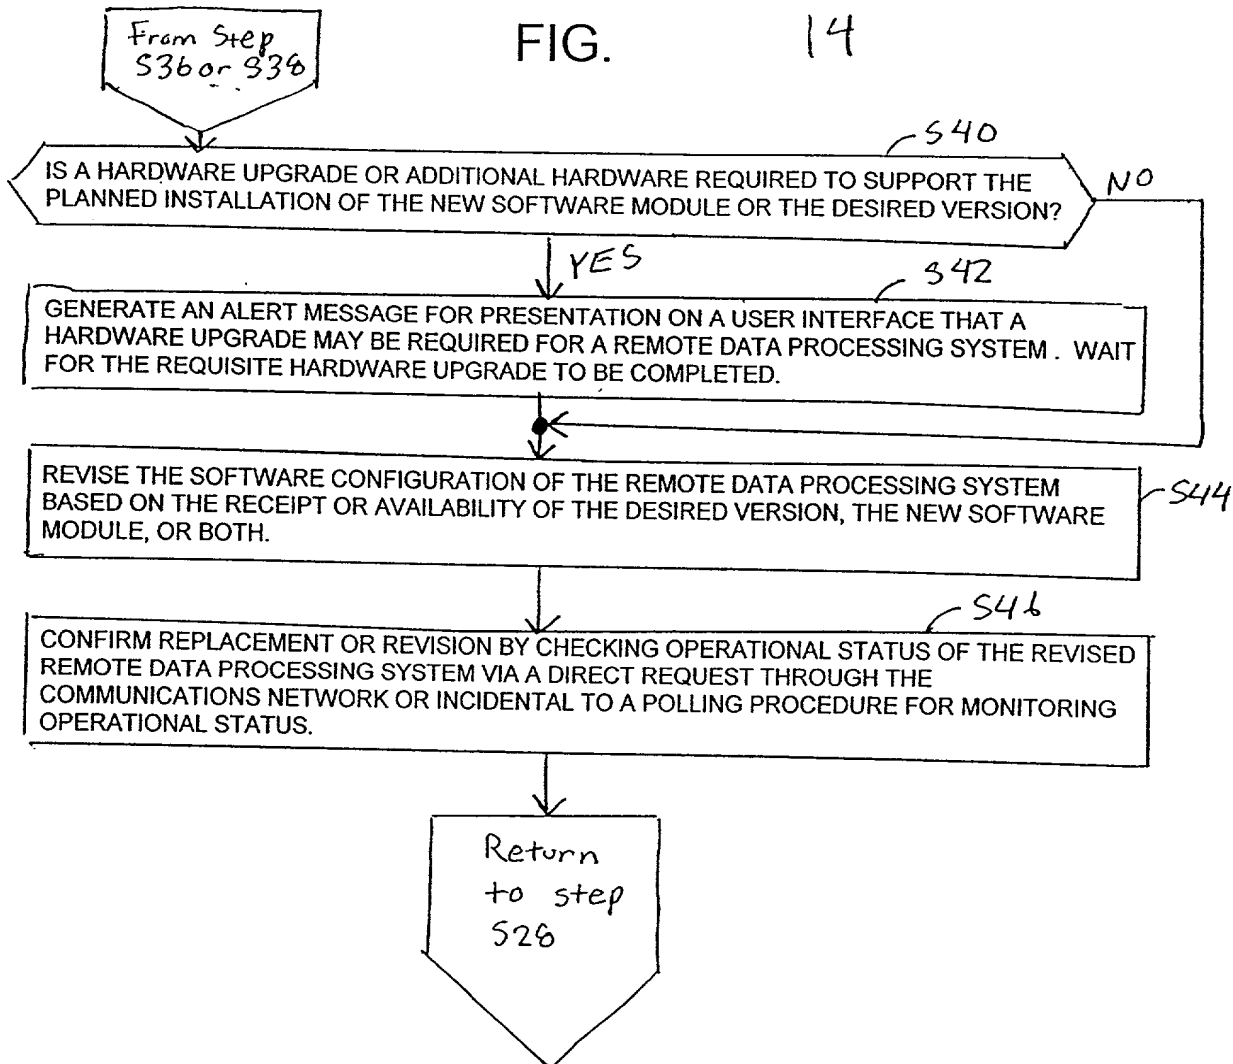 From Step
S36 or S38
FIG. 14
S40
IS A HARDWARE UPGRADE OR ADDITIONAL HARDWARE REQUIRED TO SUPPORT THE
PLANNED INSTALLATION OF THE NEW SOFTWARE MODULE OR THE DESIRED VERSION?
NO
YES
S42
GENERATE AN ALERT MESSAGE FOR PRESENTATION ON A USER INTERFACE THAT A
HARDWARE UPGRADE MAY BE REQUIRED FOR A REMOTE DATA PROCESSING SYSTEM. WAIT
FOR THE REQUISITE HARDWARE UPGRADE TO BE COMPLETED.
REVISE THE SOFTWARE CONFIGURATION OF THE REMOTE DATA PROCESSING SYSTEM
BASED ON THE RECEIPT OR AVAILABILITY OF THE DESIRED VERSION, THE NEW SOFTWARE
MODULE, OR BOTH.
S44
S46
CONFIRM REPLACEMENT OR REVISION BY CHECKING OPERATIONAL STATUS OF THE REVISED
REMOTE DATA PROCESSING SYSTEM VIA A DIRECT REQUEST THROUGH THE
COMMUNICATIONS NETWORK OR INCIDENTAL TO A POLLING PROCEDURE FOR MONITORING
OPERATIONAL STATUS.
Return
to step
S28